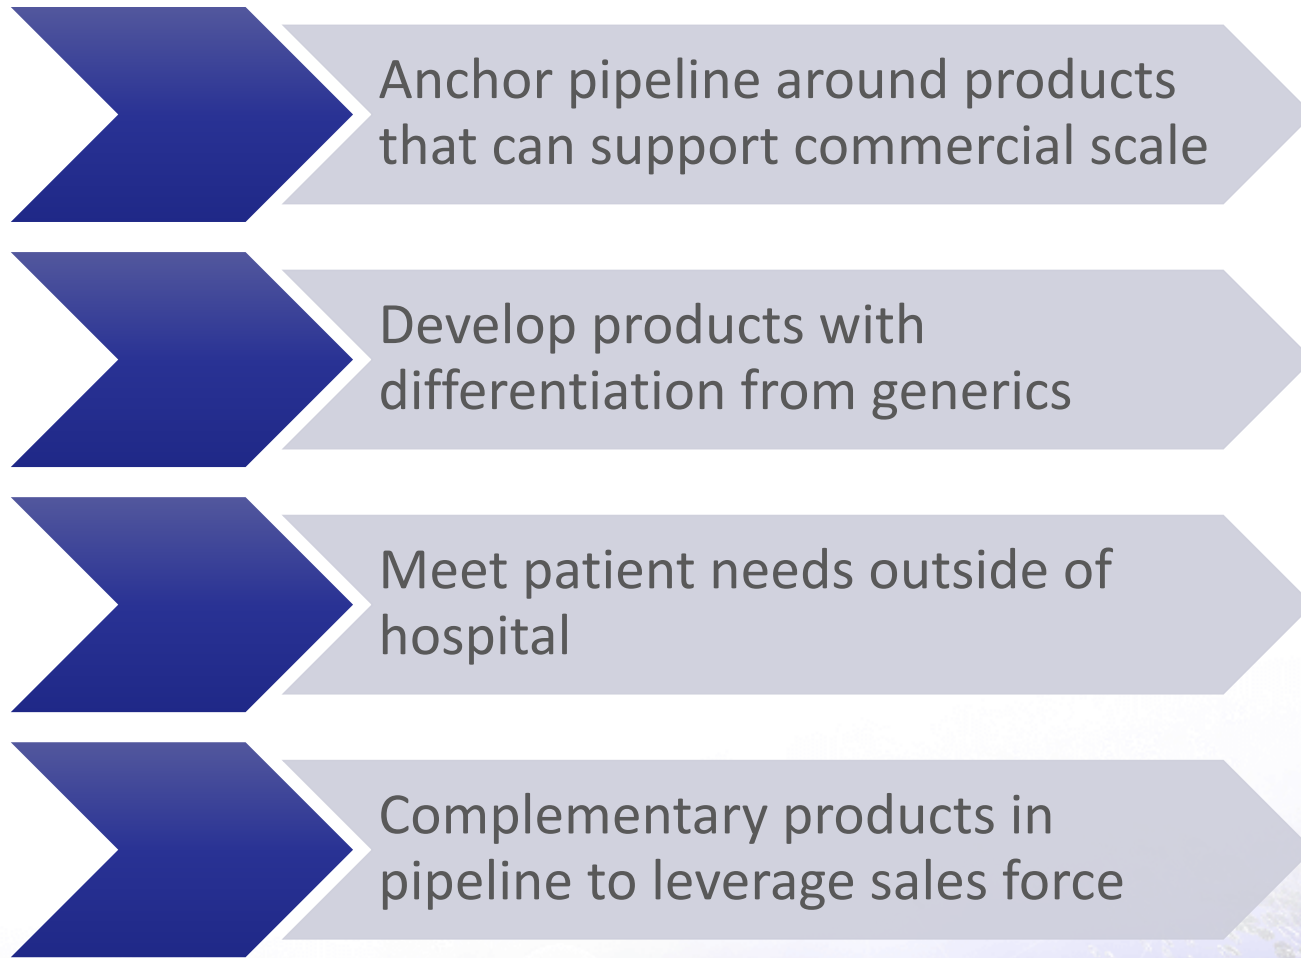 Anchor pipeline around products
that can support commercial scale
Develop products with
differentiation from generics
Meet patient needs outside of
hospital
Complementary products in
pipeline to leverage sales force